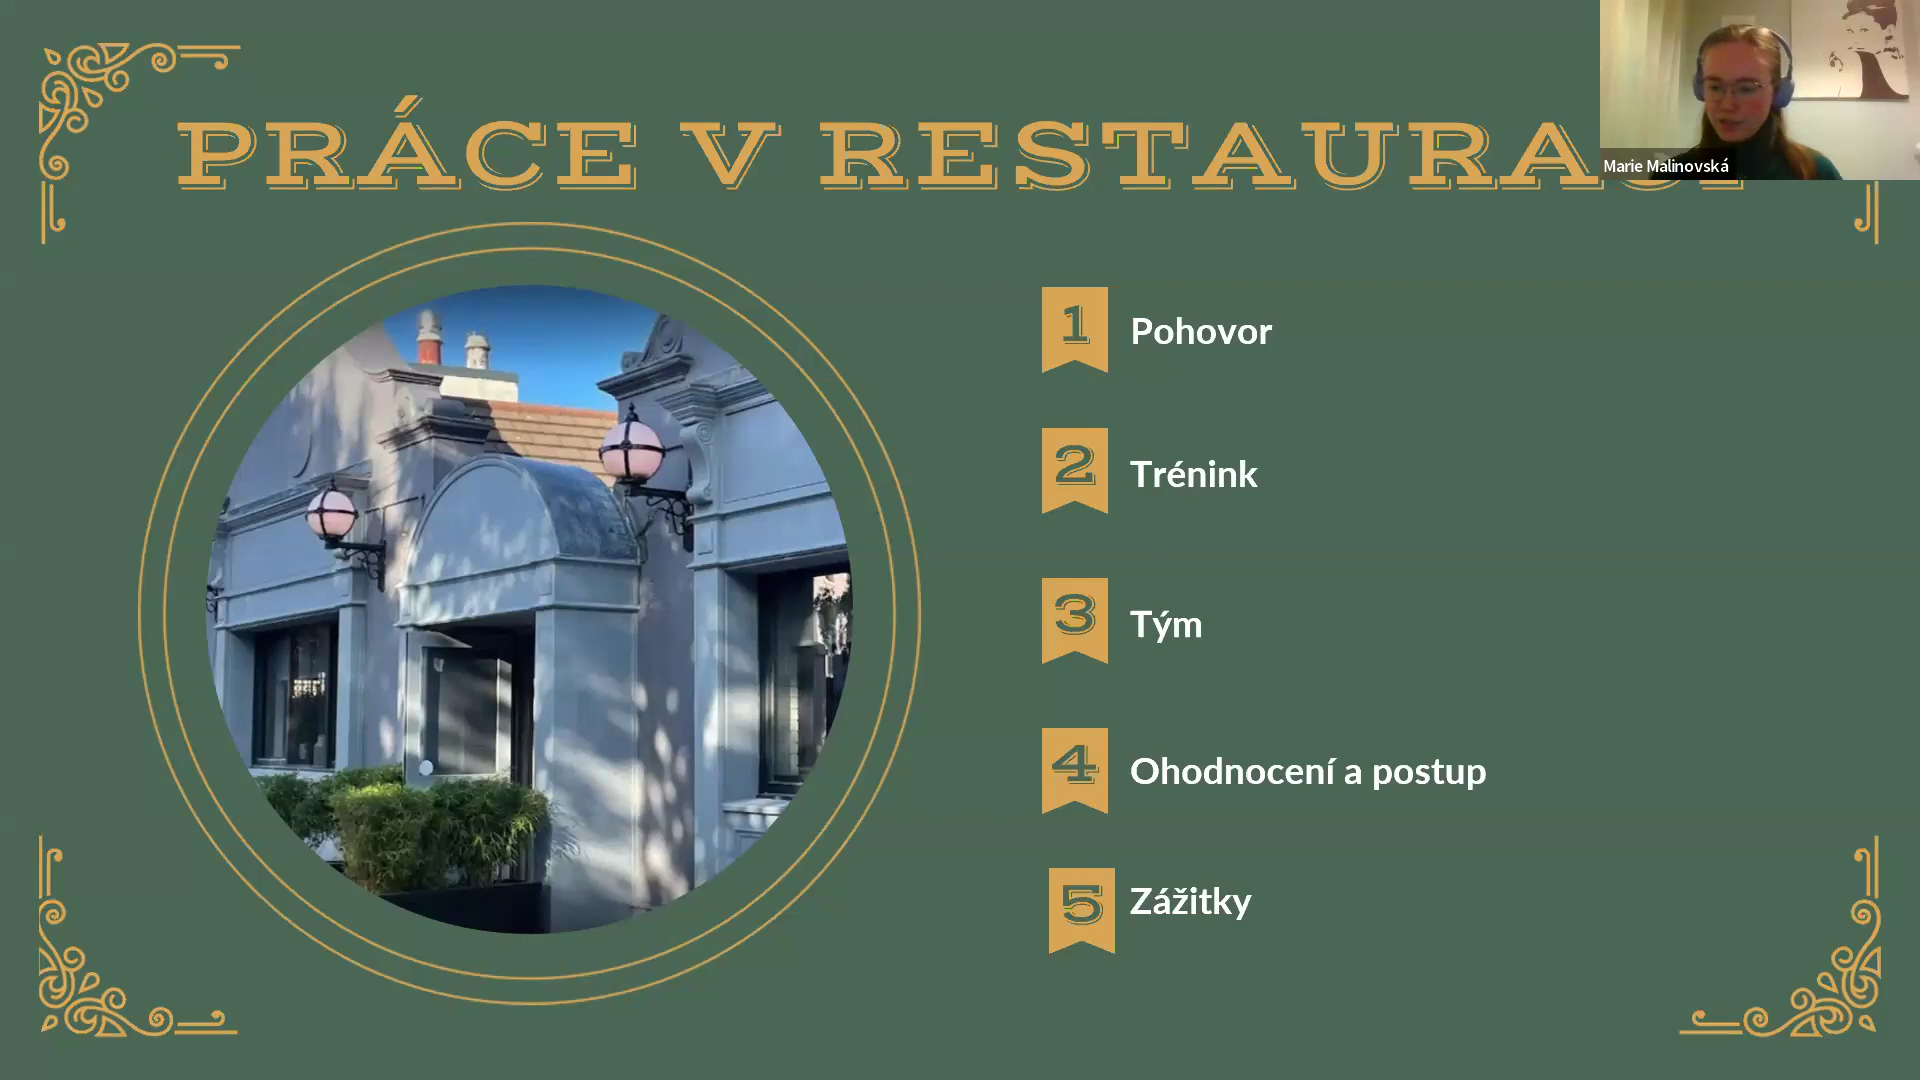 PRÁCE V RESTAURA
Marie Malinovská
1 Pohovor
2 Trénink
3 Tým
4 Ohodnocení a postup
5 Zážitky